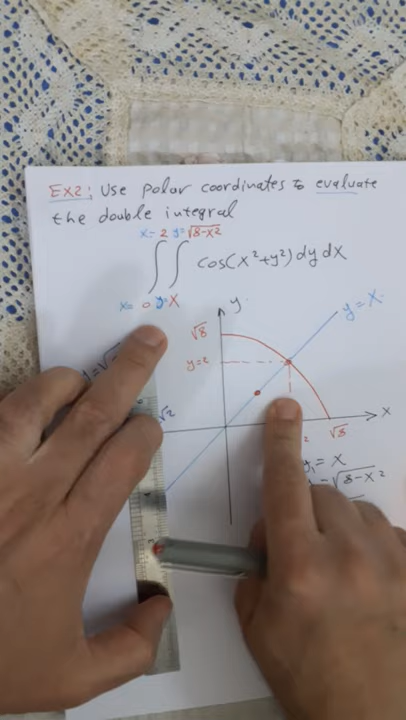 Ex2: Use polar coordinates to evaluate
the double integral
x=2 y=√8-x²
∫∫ cos(x²+y²) dy dx
x=0 y=x
y
y=x
√8
y=2
x
2
√8
y₁ = x
=√8-x²